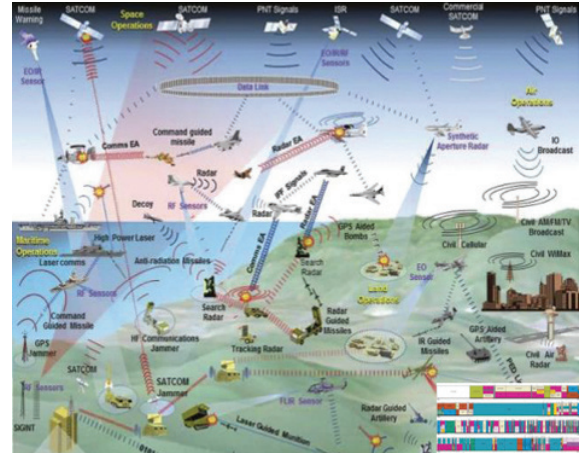 Missile
Warning
SATCOM
Space
Operations
SATCOM
PNT Signals
ISR
Commercial
SATCOM
PNT Signals
EO/IR
Sensor
EO/IR/RF
Sensors
Data Link
Air
Operations
Comms EA
Command guided
missile
Radar EA
Synthetic
Aperture Radar
IO
Broadcast
Radar
RF Sensors
IFF Signals
Decoy
Radar
Radar EA
Maritime
Operations
High Power Laser
Comms EA
GPS Aided
Bombs
Civil
Cellular
Civil AM/FM/TV
Broadcast
Laser comms
Anti-radiation Missiles
Search
Radar
EO
Sensor
Civil WiMax
RF Sensors
Land
Operations
Command
Guided Missile
Search
Radar
Radar
Guided
Missiles
GPS
Jammer
HF Communications
Jammer
Tracking Radar
IR Guided
Missiles
GPS Aided
Artillery
Civil Air
Radar
RF Sensors
SATCOM
SATCOM
Jammer
FLIR Sensor
Radar Guided
Artillery
SIGINT
Laser Guided Munition